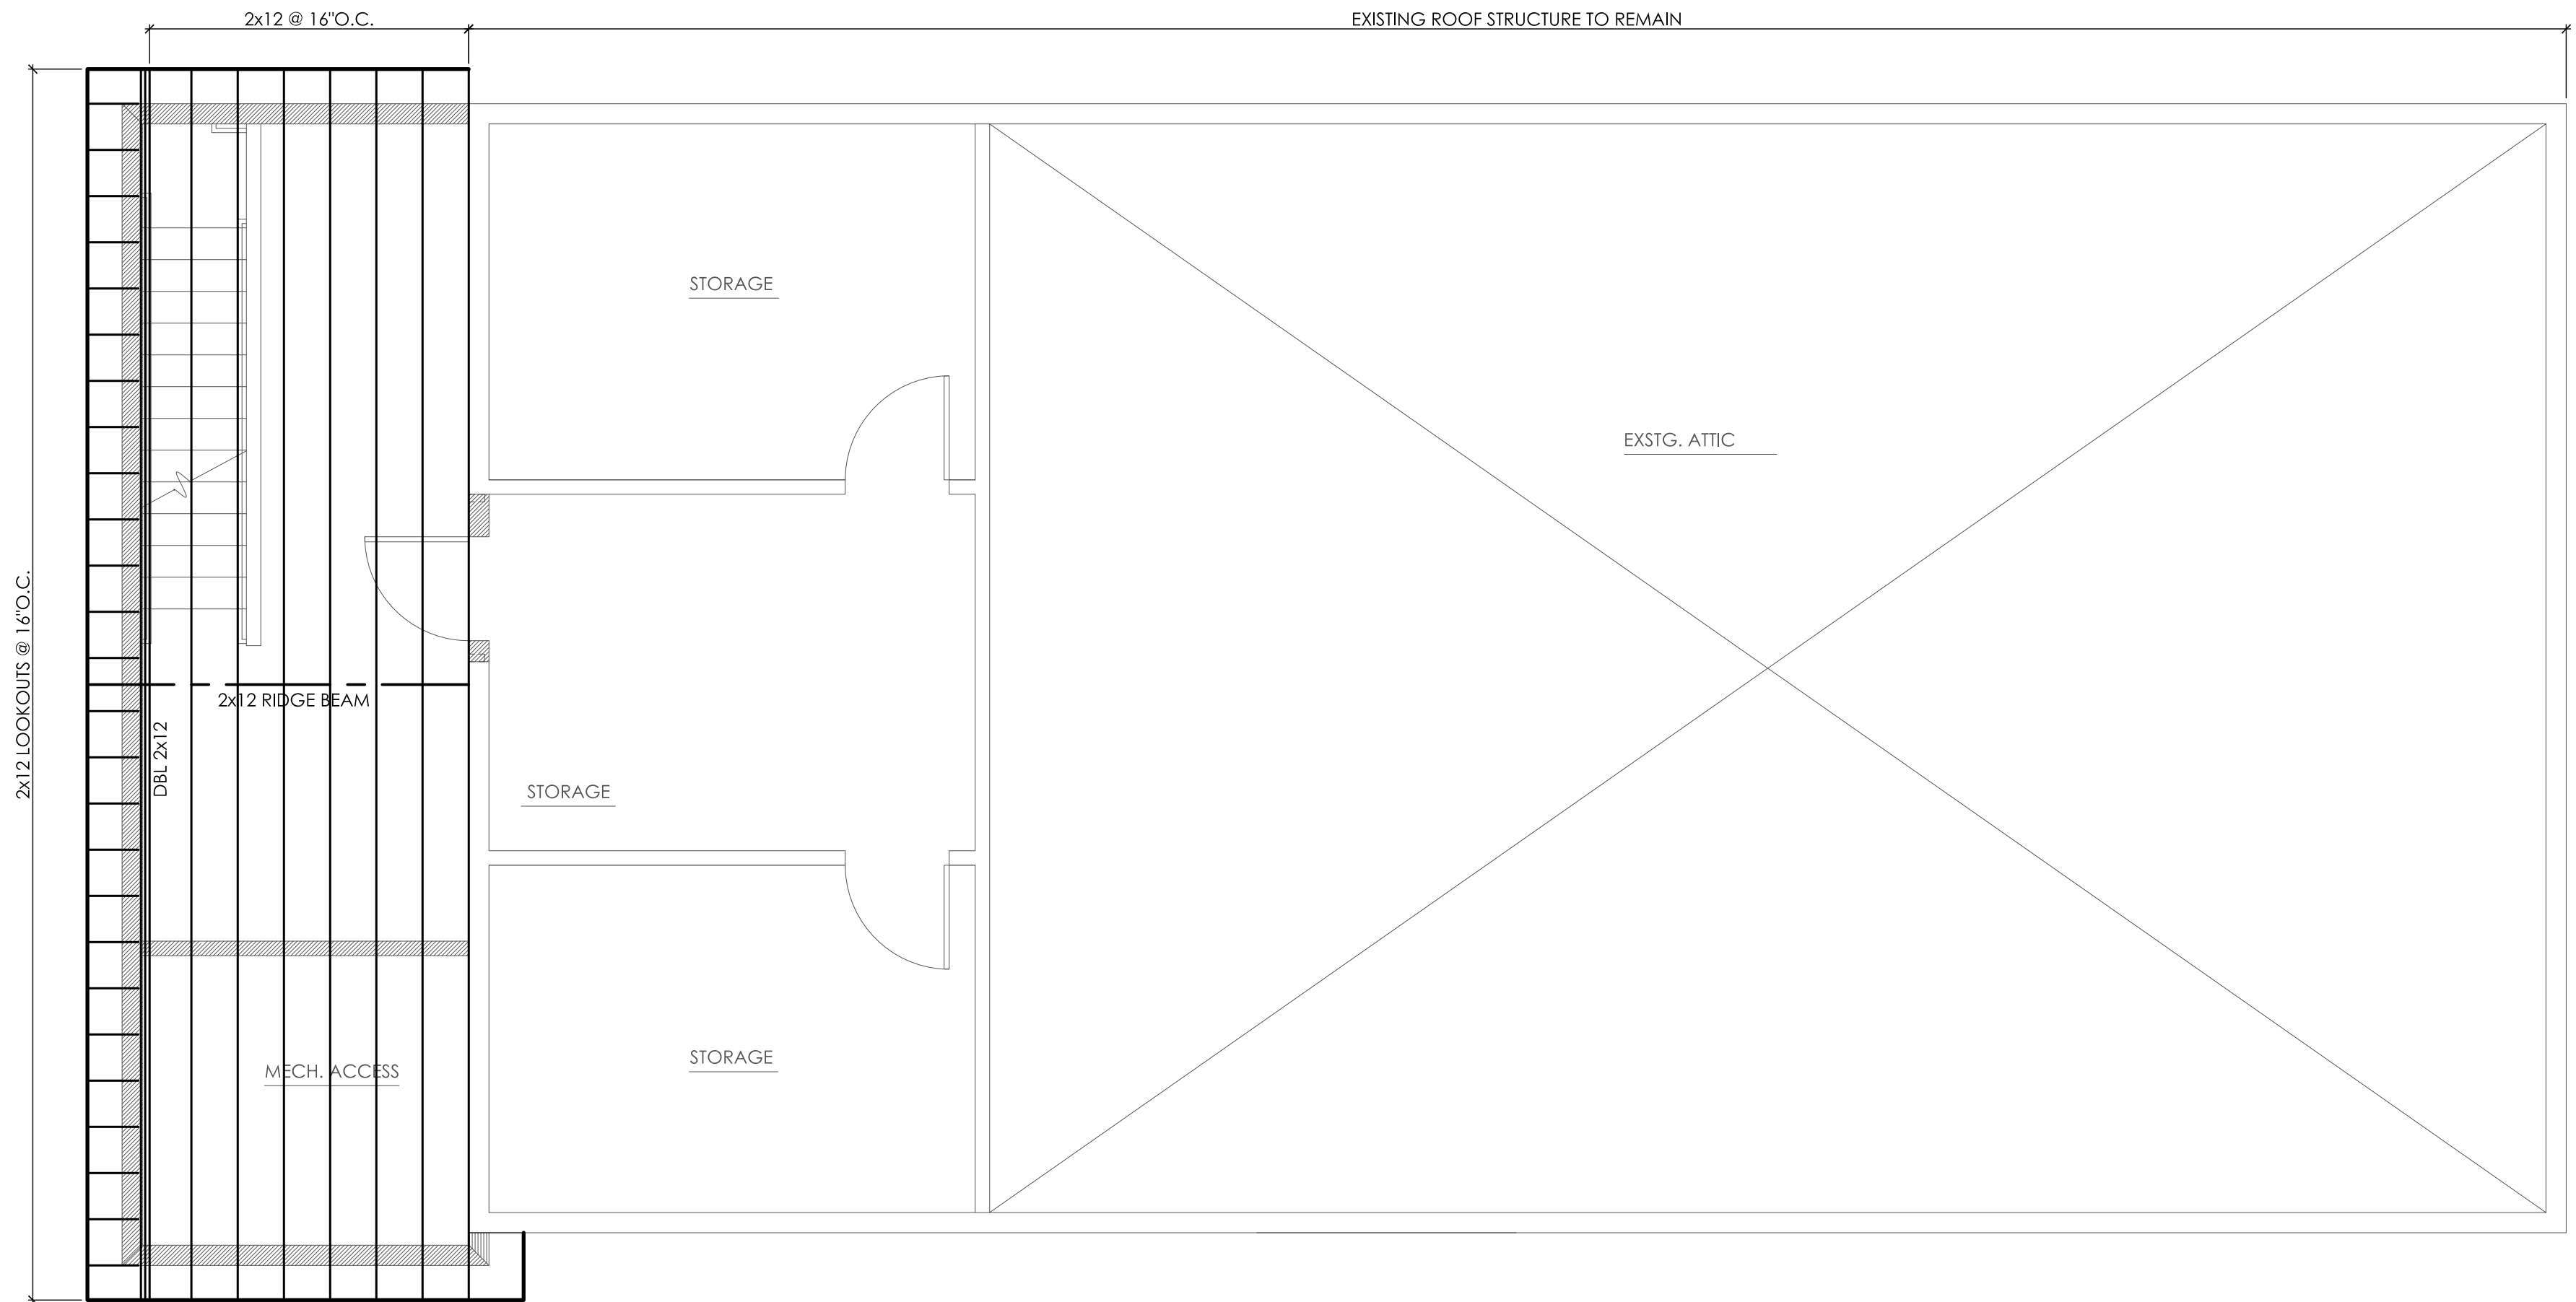 2x12 @ 16"O.C.
EXISTING ROOF STRUCTURE TO REMAIN
STORAGE
EXSTG. ATTIC
2x12 LOOKOUTS @ 16"O.C.
2x12 RIDGE BEAM
DBL 2x12
STORAGE
MECH. ACCESS
STORAGE